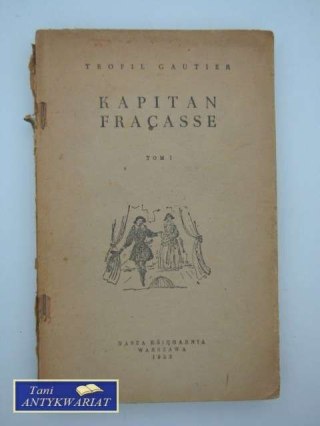 TEOFIL GAUTIER
KAPITAN
FRACASSE
TOM I
NASZA KSIĘGARNIA
WARSZAWA
Tani
ANTYKWARIAT